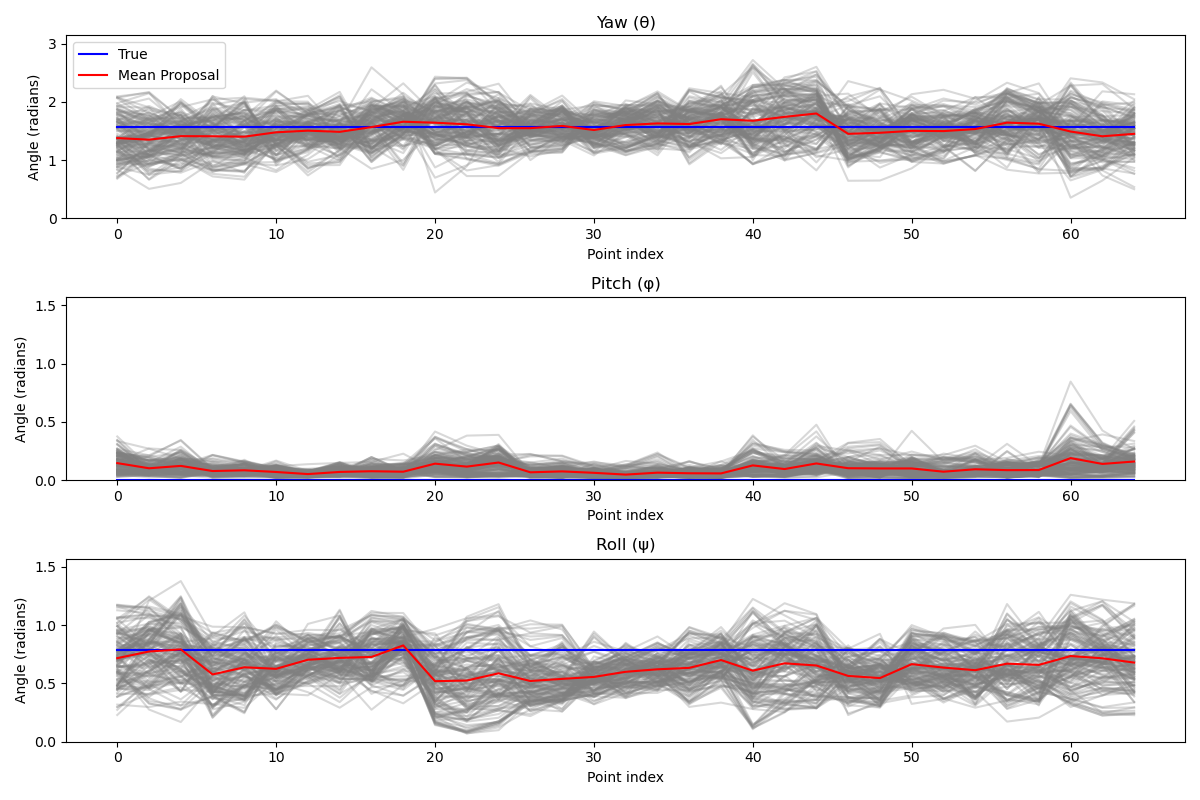 Yaw (θ)
3
2
1
0
Angle (radians)
True
Mean Proposal
0 10 20 30 40 50 60
Point index
Pitch (φ)
1.5
1.0
0.5
0.0
Angle (radians)
0 10 20 30 40 50 60
Point index
Roll (ψ)
1.5
1.0
0.5
0.0
Angle (radians)
0 10 20 30 40 50 60
Point index